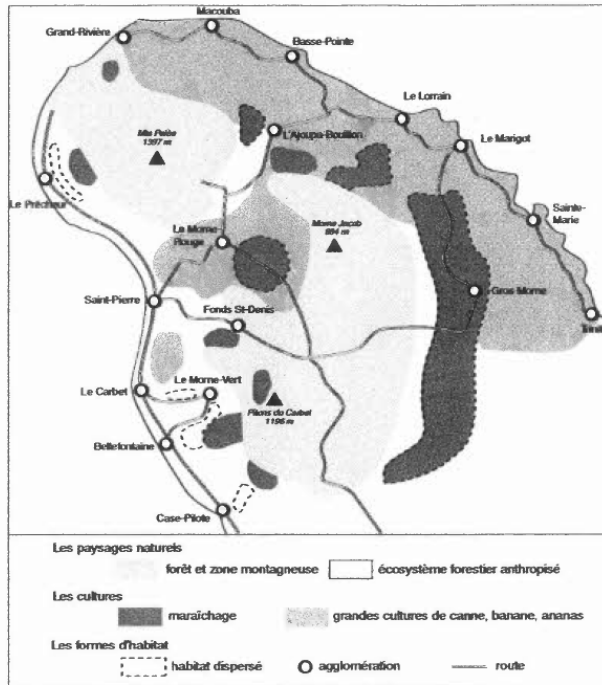 Macouba
Grand-Rivière
Basse-Pointe
Le Lorrain
L'Ajoupa-Bouillon
Le Marigot
Mte Pelée
1397 m
Le Prêcheur
Sainte-
Marie
Le Morne-
Rouge
Morne Jacob
884 m
Gros-Morne
Saint-Pierre
Fonds St-Denis
Trinité
Le Carbet
Le Morne-Vert
Pitons du Carbet
1196 m
Bellefontaine
Case-Pilote
Les paysages naturels
forêt et zone montagneuse
écosystème forestier anthropisé
Les cultures
maraîchage
grandes cultures de canne, banane, ananas
Les formes d'habitat
habitat dispersé
agglomération
route